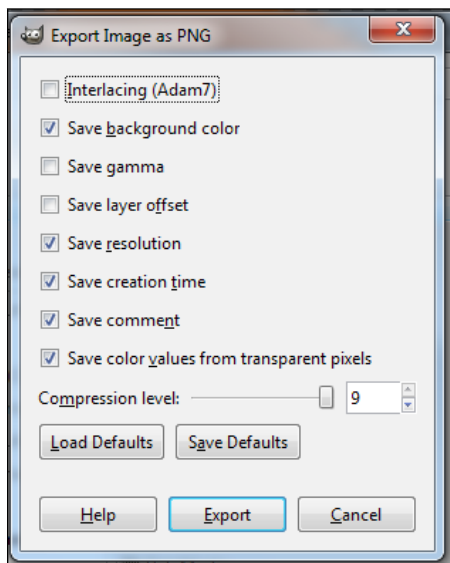 Export Image as PNG
Interlacing (Adam7)
Save background color
Save gamma
Save layer offset
Save resolution
Save creation time
Save comment
Save color values from transparent pixels
Compression level: 9
Load Defaults Save Defaults
Help Export Cancel